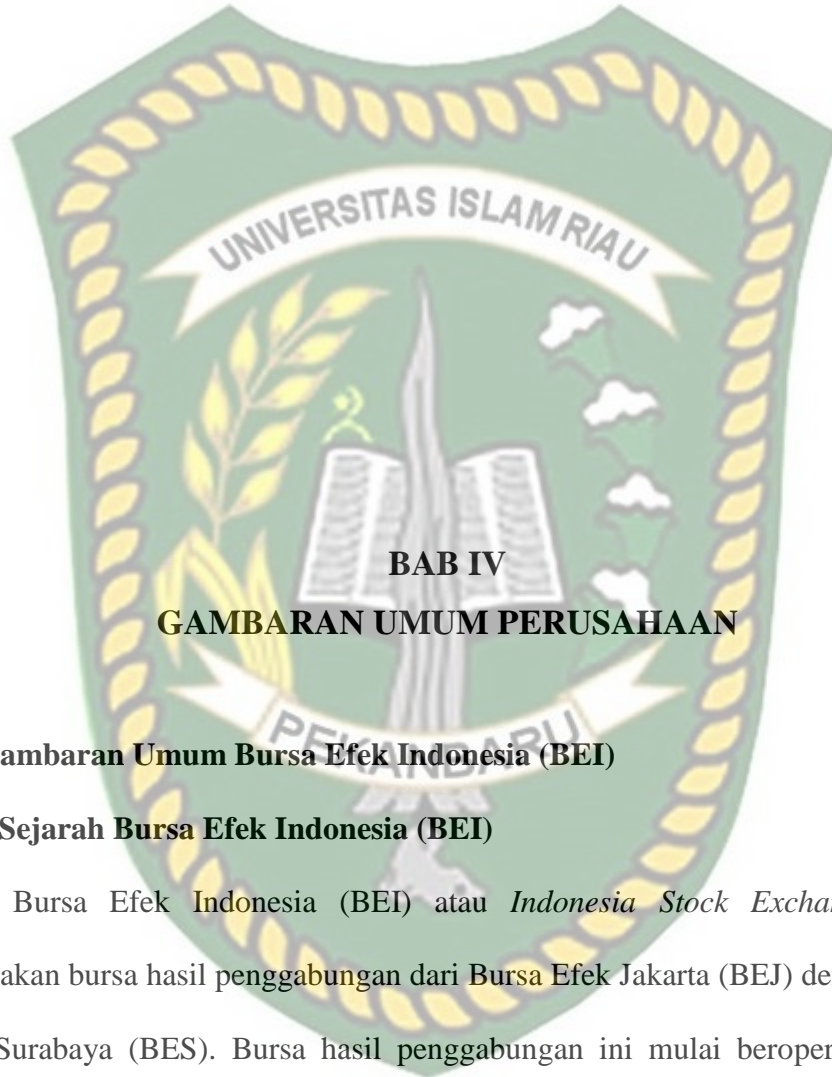 UNIVERSITAS ISLAM RIAU
BAB IV
GAMBARAN UMUM PERUSAHAAN
PEKANBARU
ambaran Umum Bursa Efek Indonesia (BEI)
Sejarah Bursa Efek Indonesia (BEI)
Bursa Efek Indonesia (BEI) atau Indonesia Stock Exchan
akan bursa hasil penggabungan dari Bursa Efek Jakarta (BEJ) de
Surabaya (BES). Bursa hasil penggabungan ini mulai beroper